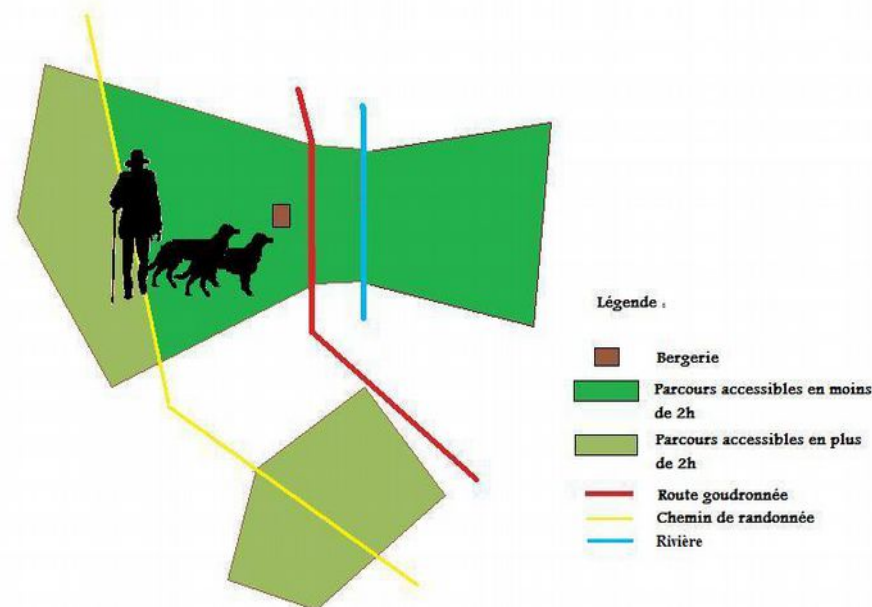 Légende :
Bergerie
Parcours accessibles en moins
de 2h
Parcours accessibles en plus
de 2h
Route goudronnée
Chemin de randonnée
Rivière